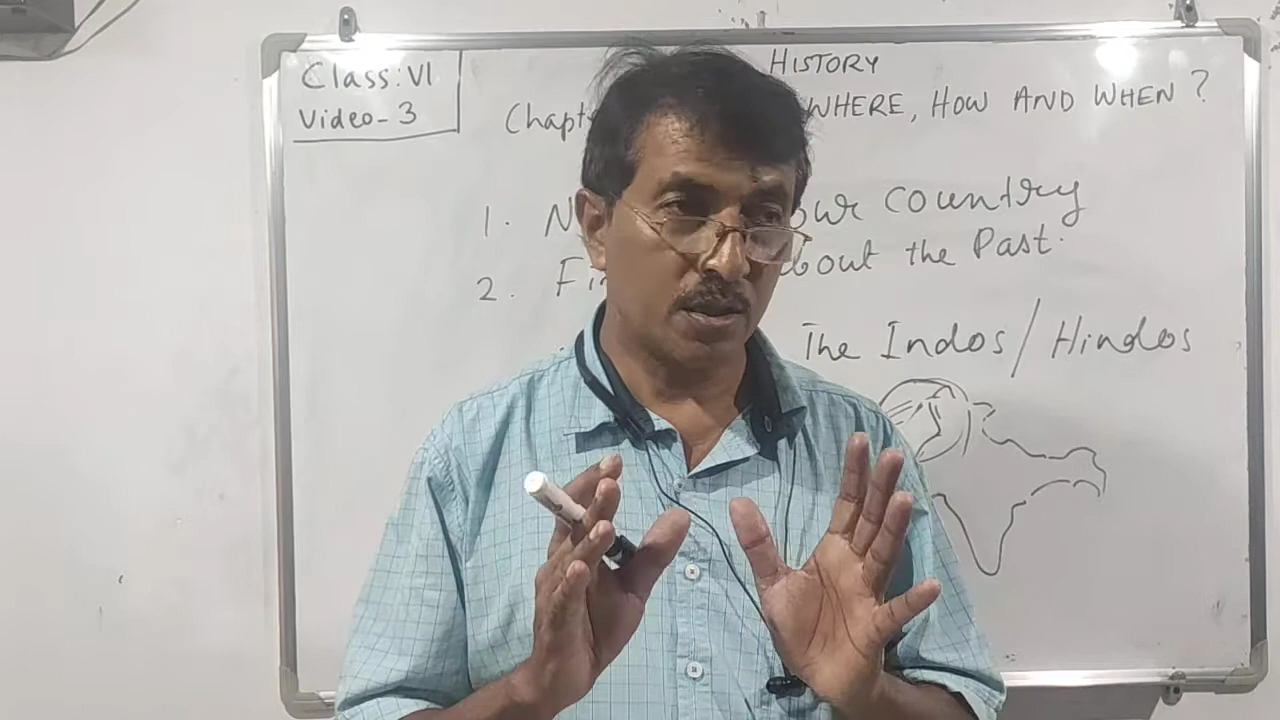 Class: VI
Video-3
HISTORY
Chapt WHERE, HOW AND WHEN?
1. N our country
2. Fi bout the Past.
The Indos/Hindos